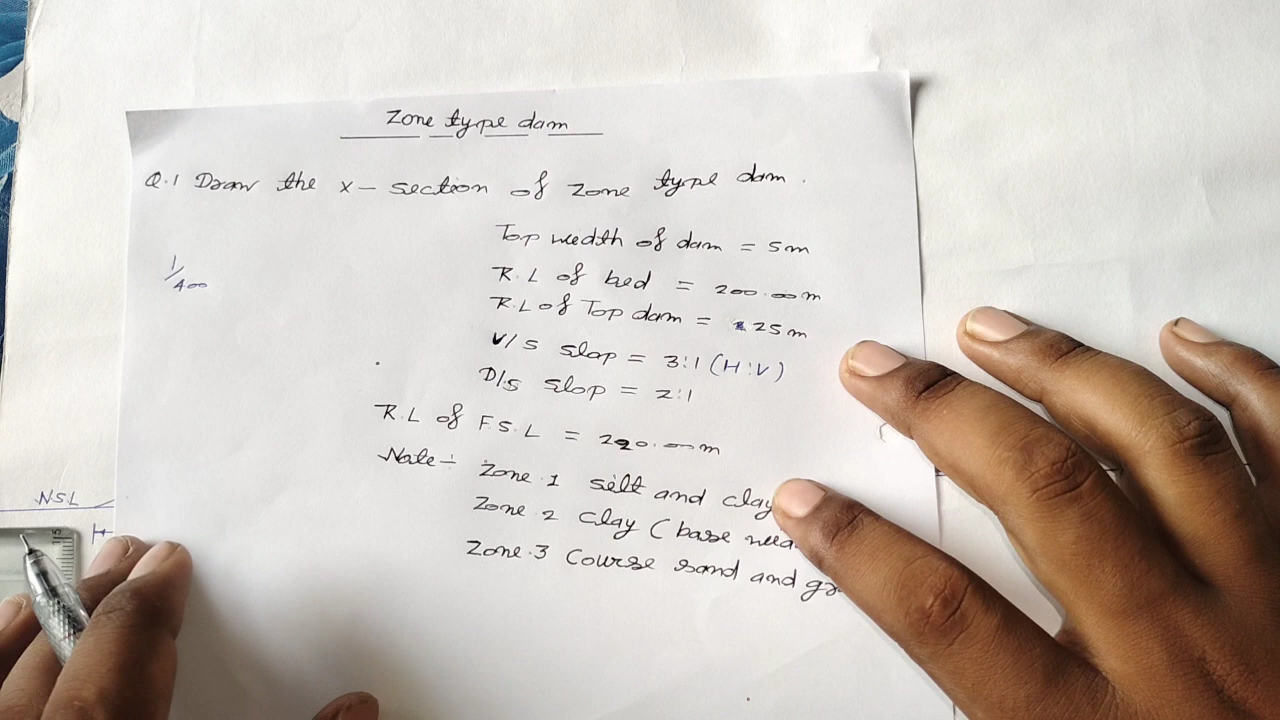 Zone type dam
Q.1 Draw the x-section of zone type dam.
Top width of dam = 5m
1/400
R.L of bed = 200.00m
R.L of Top dam = 225m
U/s slop = 3:1 (H:V)
D/s slop = 2:1
R.L of F.S.L = 220.00m
Note ÷ Zone.1 silt and clay
Zone.2 clay (base
Zone.3 Course sand and
N.S.L
15